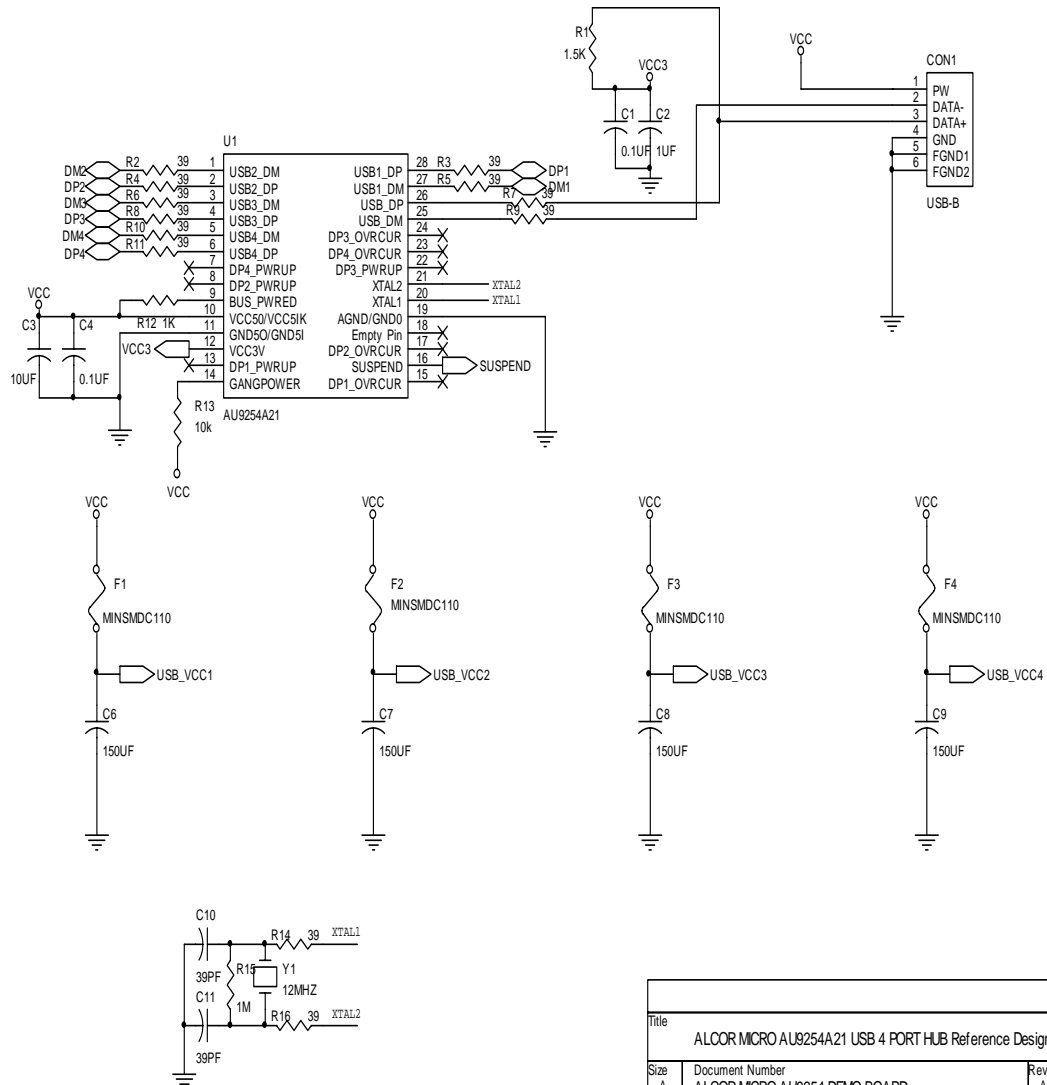 R1
1.5K
VCC3
C1
C2
0.1UF
1UF
VCC
CON1
1
2
3
4
5
6
PW
DATA-
DATA+
GND
FGND1
FGND2
USB-B
U1
DM2 R2 39 1 USB2_DM
DP2 R4 39 2 USB2_DP
DM3 R6 39 3 USB3_DM
DP3 R8 39 4 USB3_DP
DM4 R10 39 5 USB4_DM
DP4 R11 39 6 USB4_DP
7 DP4_PWRUP
8 DP2_PWRUP
9 BUS_PWRED
10 VCC50/VCC5IK
11 GND5O/GND5I
12 VCC3V
13 DP1_PWRUP
14 GANGPOWER
USB1_DP 28 R3 39 DP1
USB1_DM 27 R5 39 DM1
USB_DP 26 R7 39
USB_DM 25 R9 39
DP3_OVRCUR 24
DP4_OVRCUR 23
DP3_PWRUP 22
XTAL2 21 XTAL2
XTAL1 20 XTAL1
AGND/GND0 19
Empty Pin 18
DP2_OVRCUR 17
SUSPEND 16 SUSPEND
DP1_OVRCUR 15
AU9254A21
VCC
C3
C4
R12 1K
VCC3
10UF
0.1UF
R13
10k
VCC
VCC
F1
MINSMDC110
USB_VCC1
C6
150UF
VCC
F2
MINSMDC110
USB_VCC2
C7
150UF
VCC
F3
MINSMDC110
USB_VCC3
C8
150UF
VCC
F4
MINSMDC110
USB_VCC4
C9
150UF
C10
39PF
R14 39 XTAL1
R15
1M
Y1
12MHZ
C11
39PF
R16 39 XTAL2
Title
ALCOR MICRO AU9254A21 USB 4 PORT HUB Reference Design
Size
Document Number
Rev